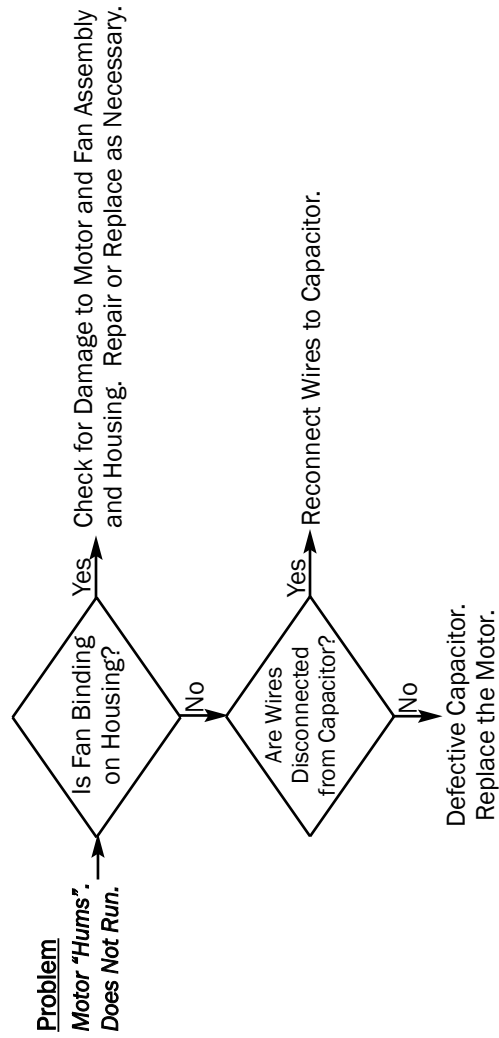 Problem
Motor “Hums”.
Does Not Run.
Is Fan Binding
on Housing?
Yes
Check for Damage to Motor and Fan Assembly
and Housing.  Repair or Replace as Necessary.
No
Are Wires
Disconnected
from Capacitor?
Yes
Reconnect Wires to Capacitor.
No
Defective Capacitor.
Replace the Motor.